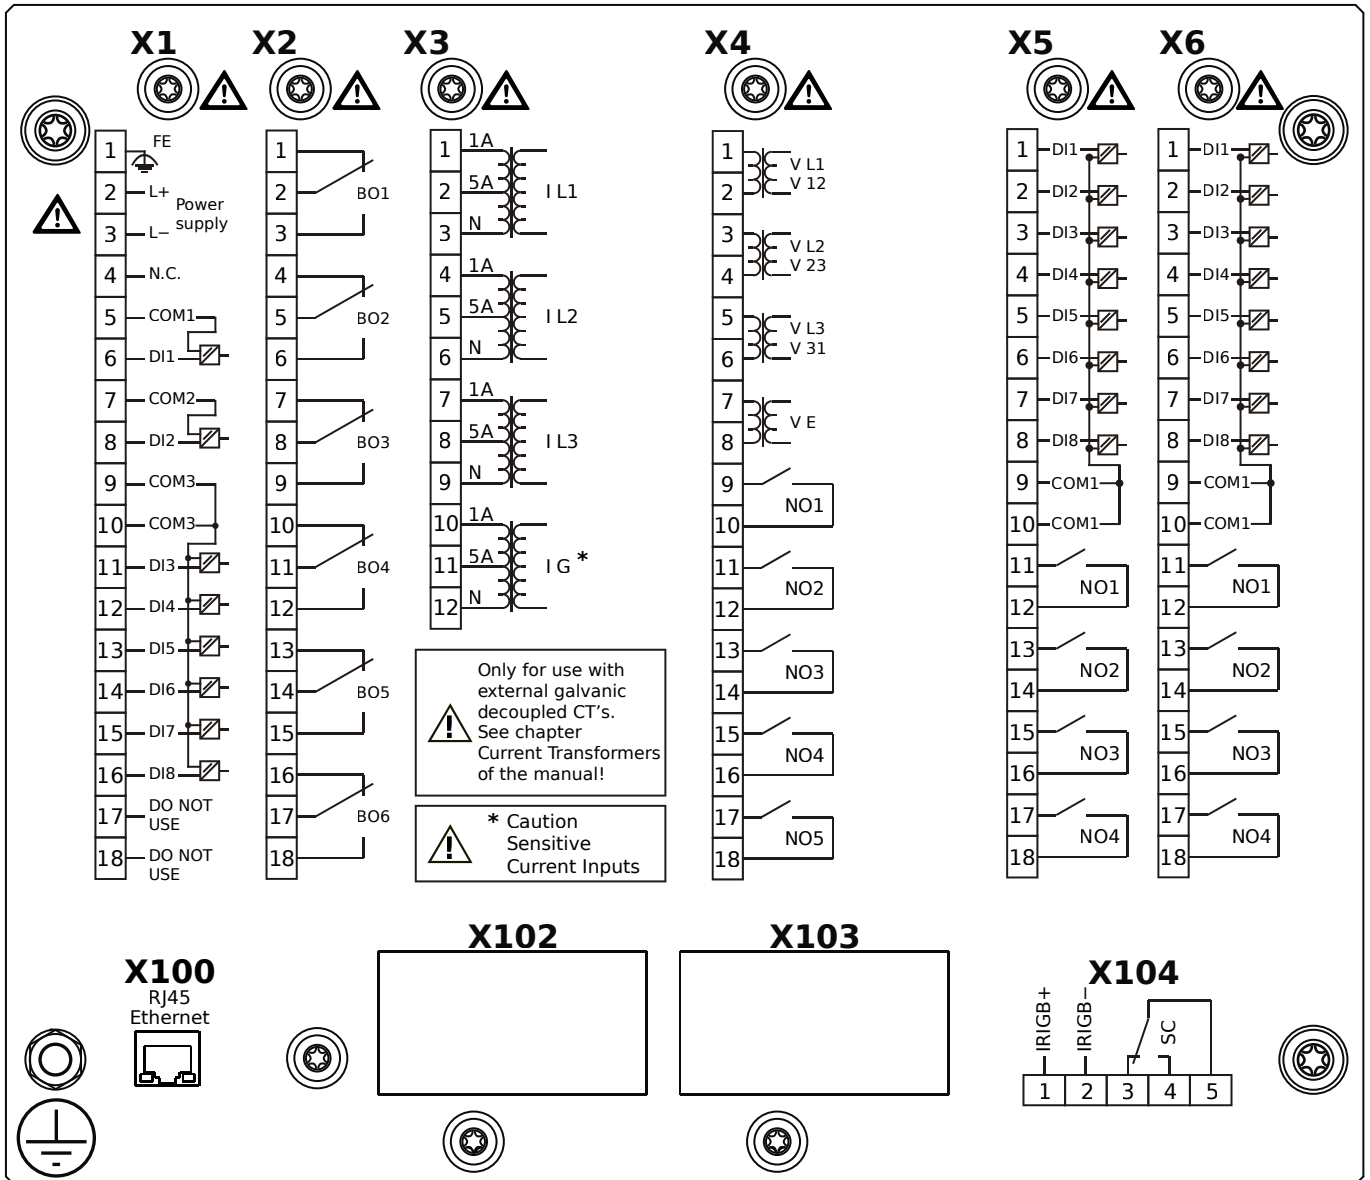 X1
X2
X3
X4
X5
X6
1 FE
2 L+
Power
supply
3 L−
4 N.C.
5 COM1
6 DI1
7 COM2
8 DI2
9 COM3
10 COM3
11 DI3
12 DI4
13 DI5
14 DI6
15 DI7
16 DI8
17 DO NOT
USE
18 DO NOT
USE
1
2 BO1
3
4
5 BO2
6
7
8 BO3
9
10
11 BO4
12
13
14 BO5
15
16
17 BO6
18
1 1A
2 5A I L1
3 N
4 1A
5 5A I L2
6 N
7 1A
8 5A I L3
9 N
10 1A
11 5A I G *
12 N
Only for use with
external galvanic
decoupled CT's.
See chapter
Current Transformers
of the manual!
* Caution
Sensitive
Current Inputs
1 V L1
2 V 12
3 V L2
4 V 23
5 V L3
6 V 31
7 V E
8
9 NO1
10
11 NO2
12
13 NO3
14
15 NO4
16
17 NO5
18
1 DI1
2 DI2
3 DI3
4 DI4
5 DI5
6 DI6
7 DI7
8 DI8
9 COM1
10 COM1
11 NO1
12
13 NO2
14
15 NO3
16
17 NO4
18
1 DI1
2 DI2
3 DI3
4 DI4
5 DI5
6 DI6
7 DI7
8 DI8
9 COM1
10 COM1
11 NO1
12
13 NO2
14
15 NO3
16
17 NO4
18
X100
RJ45
Ethernet
X102
X103
X104
IRIGB+
IRIGB−
SC
1 2 3 4 5